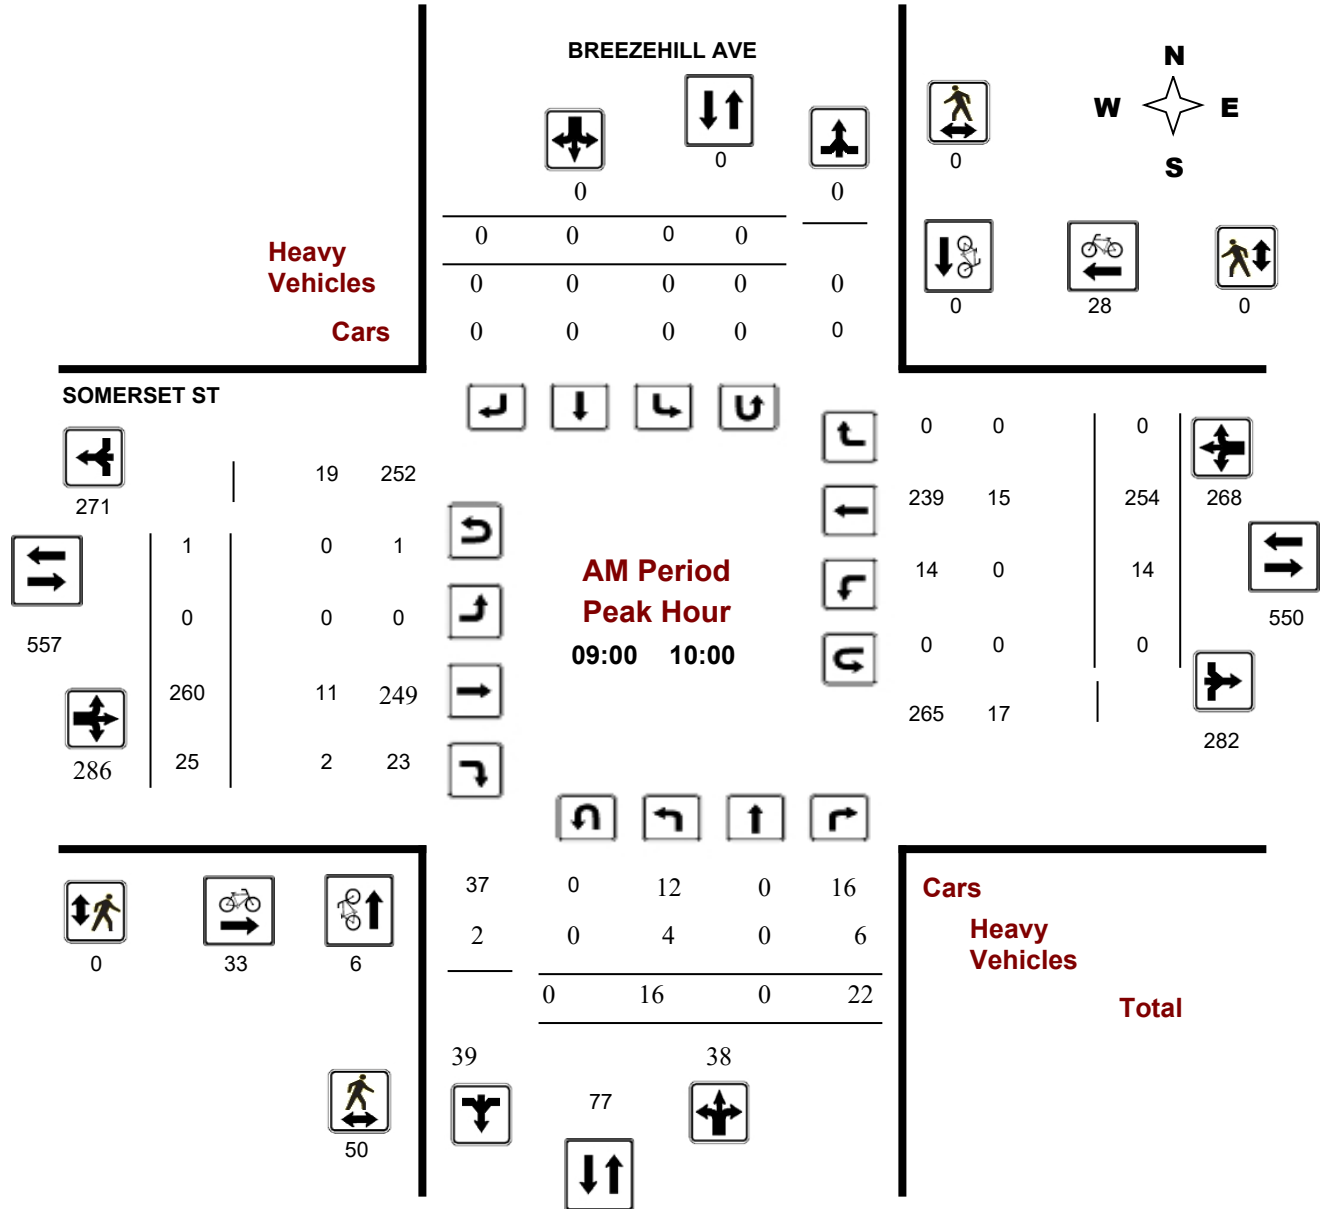 BREEZEHILL AVE
N
W E
S
0
0
0 0
0
0 0 0 0
Heavy
Vehicles
0 0 0 0 0
Cars
0 0 0 0 0
0 28 0
SOMERSET ST
271
19 252
1 0 1
557
0 0 0
260 11 249
286
25 2 23
AM Period
Peak Hour
09:00 10:00
0 0 0
239 15 254
268
14 0 14
550
0 0 0
265 17
282
37 0 12 0 16
2 0 4 0 6
0 16 0 22
39 38
77
Cars
Heavy
Vehicles
Total
0 33 6
50